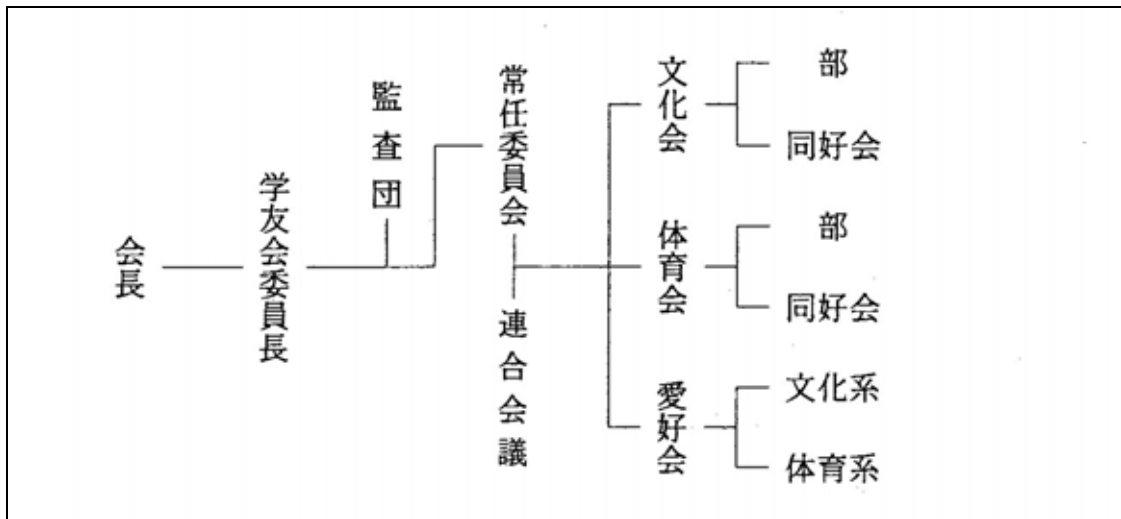 会長
学友会委員長
監査団
常任委員会
連合会議
文化会
部
同好会
体育会
部
同好会
愛好会
文化系
体育系